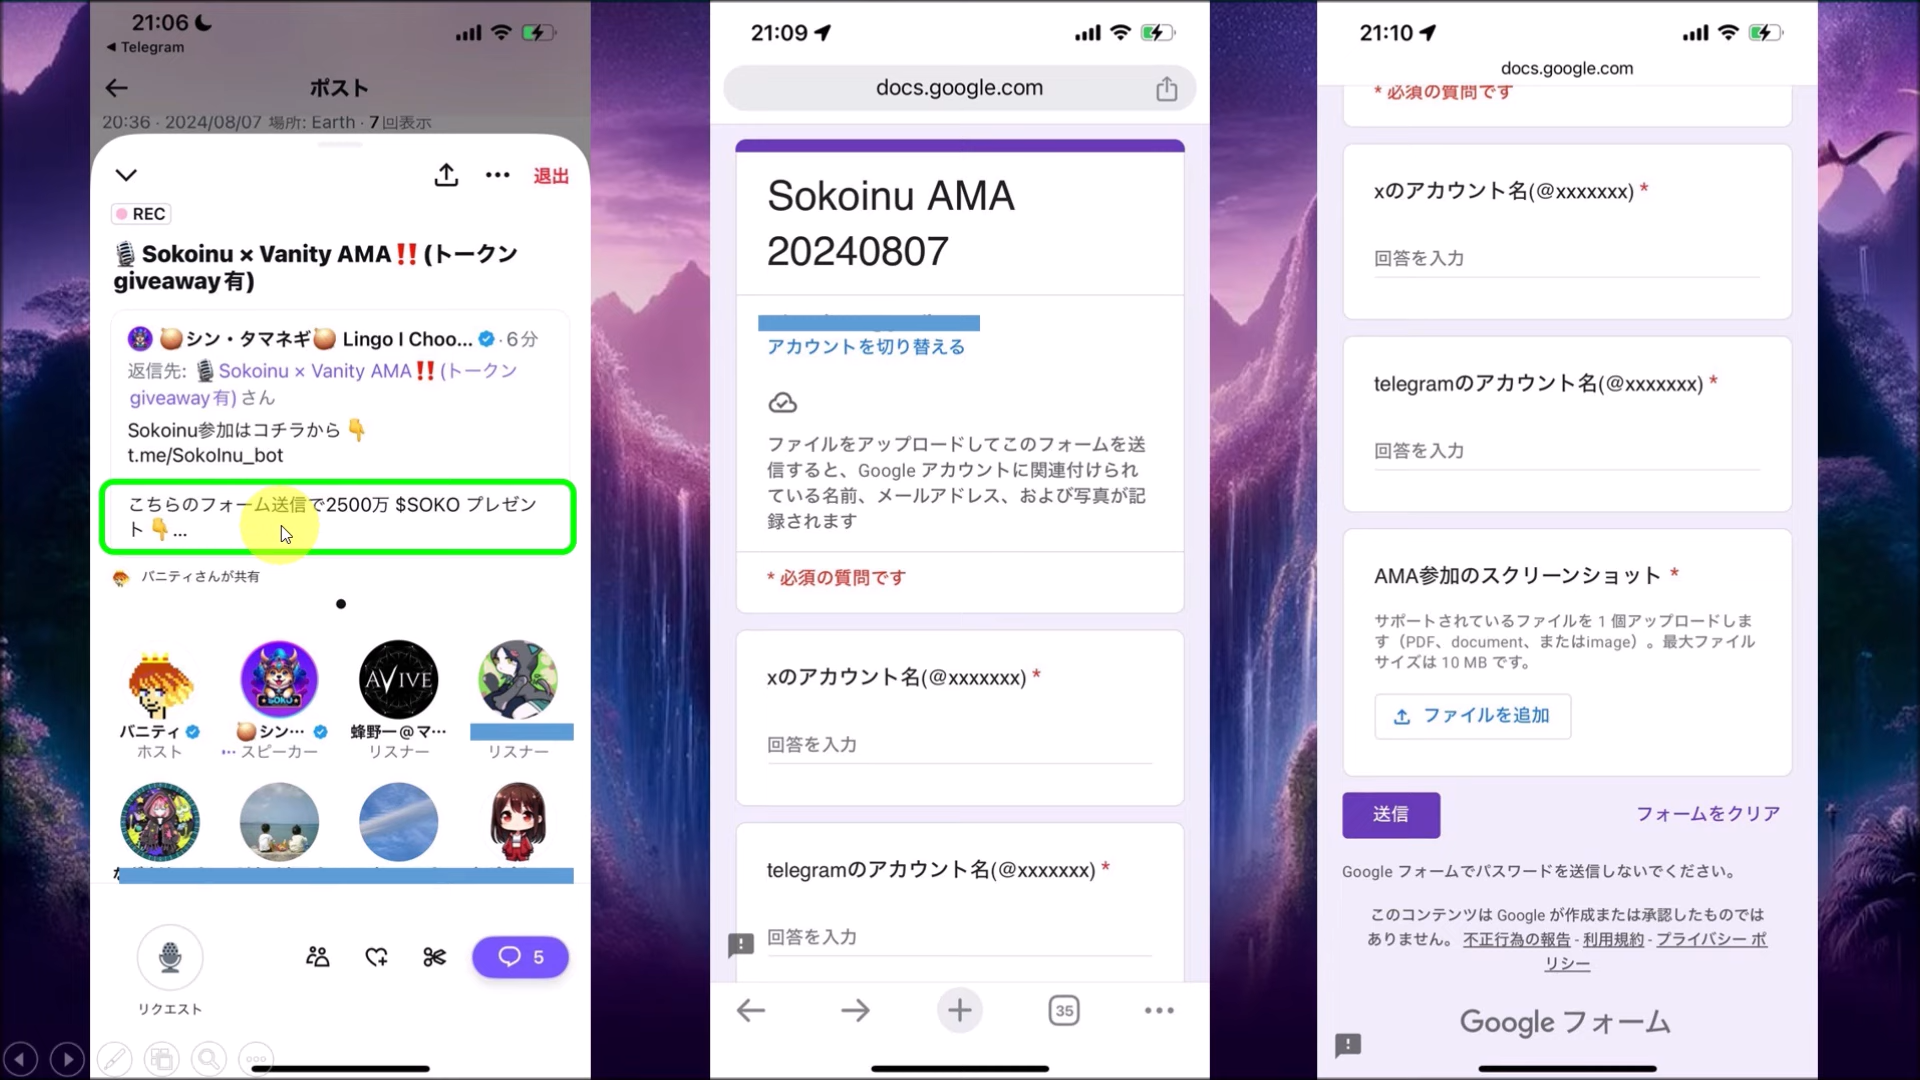 21:06
◀ Telegram
ポスト
20:36 · 2024/08/07 場所: Earth · 7回表示
退出
REC
🎙️Sokoinu × Vanity AMA‼️(トークン
giveaway有)
シン・タマネギ🧅 Lingo l Choo... · 6分
返信先: 🎙️Sokoinu × Vanity AMA‼️(トークン
giveaway有)さん
Sokoinu参加はコチラから👇
t.me/SokoInu_bot
こちらのフォーム送信で2500万 $SOKO プレゼン
ト👇...
バニティさんが共有
AVIVE
SOKO
バニティ
シン…
蜂野一@マ…
ホスト
スピーカー
リスナー
リスナー
5
リクエスト
21:09
docs.google.com
Sokoinu AMA
20240807
アカウントを切り替える
ファイルをアップロードしてこのフォームを送
信すると、Google アカウントに関連付けられ
ている名前、メールアドレス、および写真が記
録されます
* 必須の質問です
xのアカウント名(@xxxxxxx) *
回答を入力
telegramのアカウント名(@xxxxxxx) *
回答を入力
35
21:10
docs.google.com
* 必須の質問です
xのアカウント名(@xxxxxxx) *
回答を入力
telegramのアカウント名(@xxxxxxx) *
回答を入力
AMA参加のスクリーンショット *
サポートされているファイルを 1 個アップロードしま
す（PDF、document、またはimage）。最大ファイル
サイズは 10 MB です。
ファイルを追加
送信
フォームをクリア
Google フォームでパスワードを送信しないでください。
このコンテンツは Google が作成または承認したものでは
ありません。 不正行為の報告 - 利用規約 - プライバシー ポ
リシー
Google フォーム